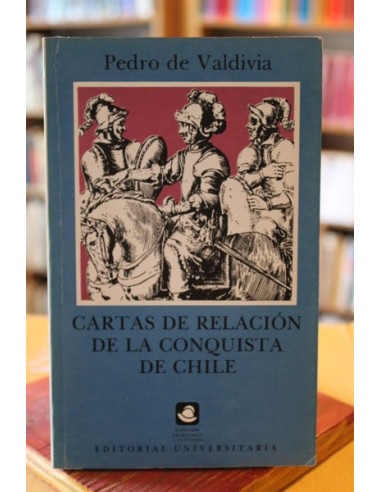 Pedro de Valdivia
CARTAS DE RELACIÓN
DE LA CONQUISTA
DE CHILE
EDITORIAL UNIVERSITARIA